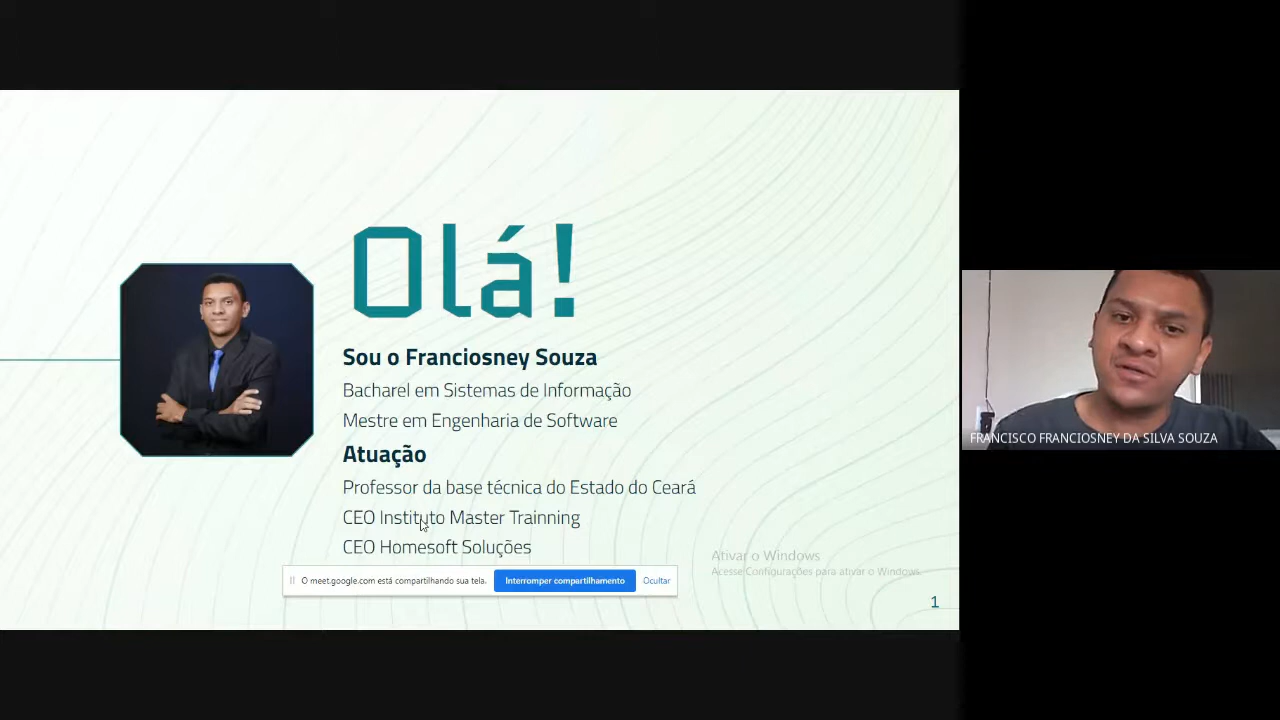 Olá!
Sou o Franciosney Souza
Bacharel em Sistemas de Informação
Mestre em Engenharia de Software
Atuação
Professor da base técnica do Estado do Ceará
CEO Instituto Master Trainning
CEO Homesoft Soluções
Ativar o Windows
Acesse Configurações para ativar o Windows.
O meet.google.com está compartilhando sua tela.
Interromper compartilhamento
Ocultar
1
FRANCISCO FRANCIOSNEY DA SILVA SOUZA